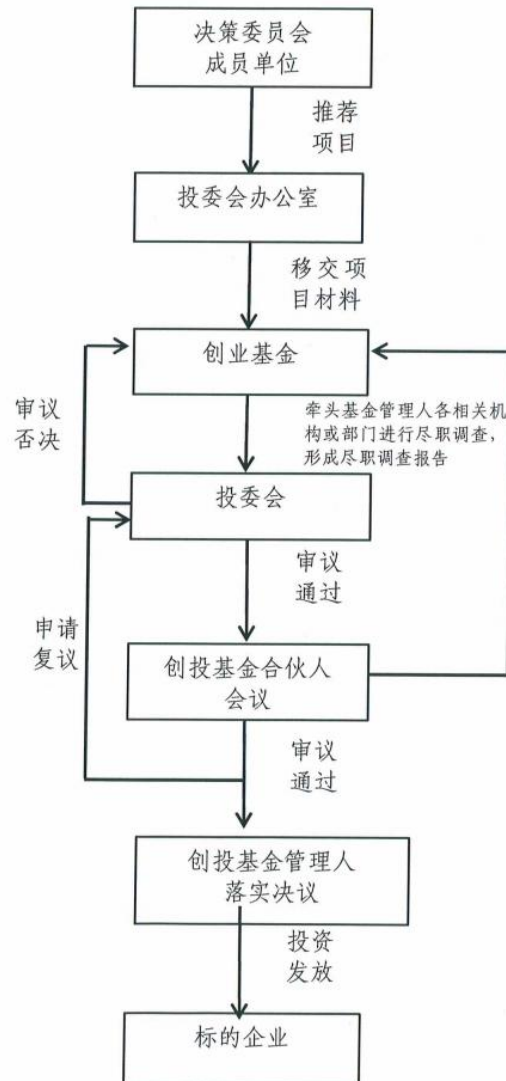 决策委员会
成员单位
推荐
项目
投委会办公室
移交项
目材料
创业基金
审议
否决
牵头基金管理人各相关机
构或部门进行尽职调查，
形成尽职调查报告
投委会
审议
通过
申请
复议
创投基金合伙人
会议
审议
通过
创投基金管理人
落实决议
投资
发放
标的企业